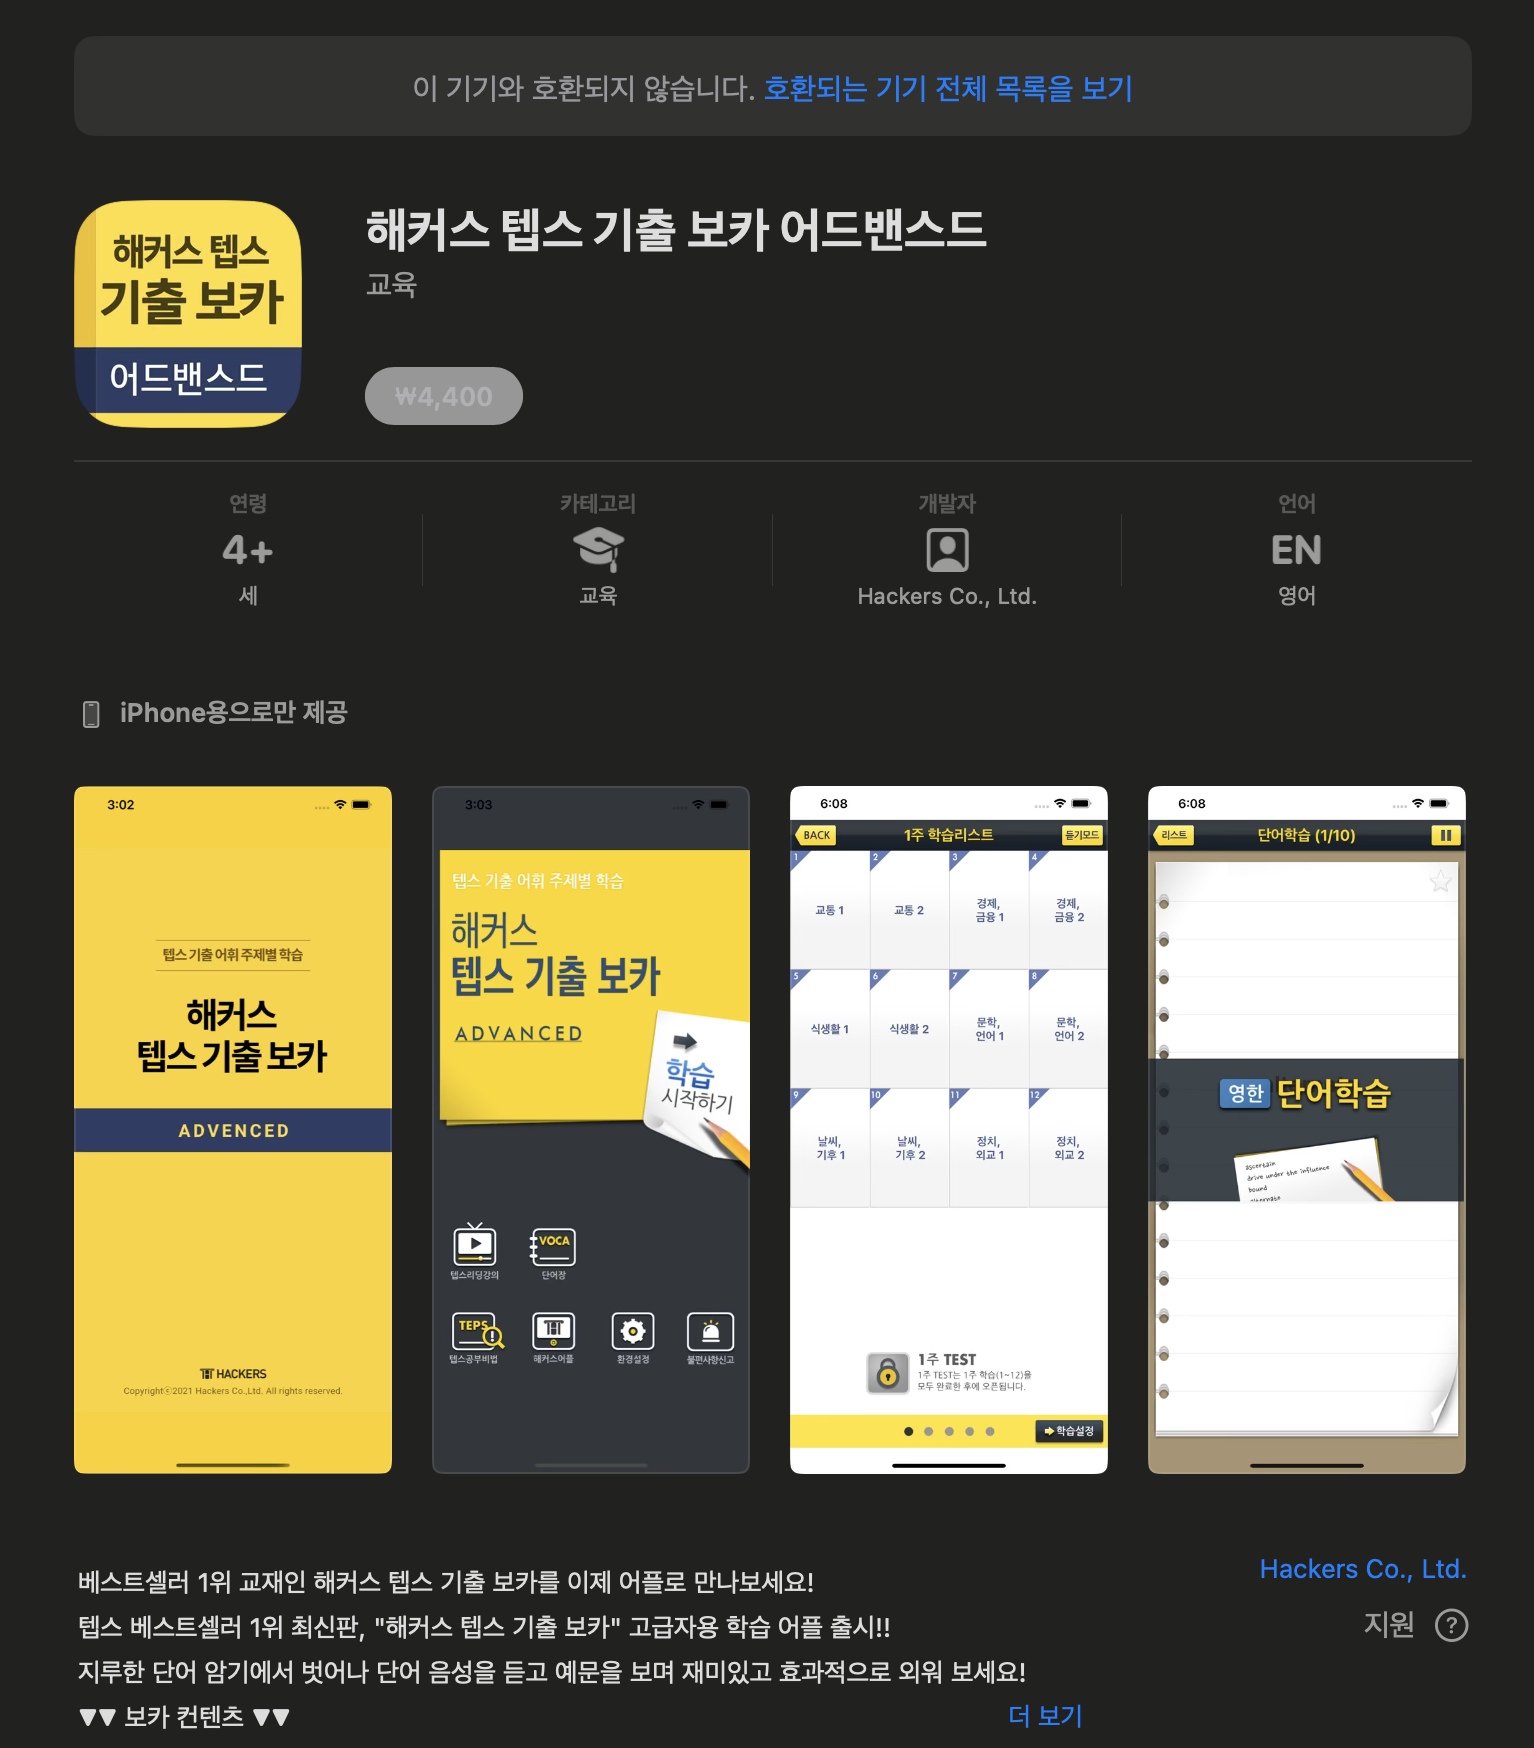 이 기기와 호환되지 않습니다. 호환되는 기기 전체 목록을 보기
해커스 텝스
기출 보카
어드밴스드
해커스 텝스 기출 보카 어드밴스드
교육
₩4,400
연령
4+
세
카테고리
교육
개발자
Hackers Co., Ltd.
언어
EN
영어
iPhone용으로만 제공
3:02
텝스 기출 어휘 주제별 학습
해커스
텝스 기출 보카
ADVENCED
HACKERS
Copyrightⓒ2021 Hackers Co.,Ltd. All rights reserved.
3:03
텝스 기출 어휘 주제별 학습
해커스
텝스 기출 보카
ADVANCED
학습
시작하기
VOCA
텝스리딩강의
단어장
TEPS
텝스공부비법
해커스어플
환경설정
불편사항신고
6:08
BACK
1주 학습리스트
듣기모드
1
2
3
4
교통 1
교통 2
경제,
금융 1
경제,
금융 2
5
6
7
8
식생활 1
식생활 2
문학,
언어 1
문학,
언어 2
9
10
11
12
날씨,
기후 1
날씨,
기후 2
정치,
외교 1
정치,
외교 2
1주 TEST
1주 TEST는 1주 학습(1~12)을
모두 완료한 후에 오픈됩니다.
학습설정
6:08
리스트
단어학습 (1/10)
영한 단어학습
ascertain
drive under the influence
bound
alternate
베스트셀러 1위 교재인 해커스 텝스 기출 보카를 이제 어플로 만나보세요!
텝스 베스트셀러 1위 최신판, "해커스 텝스 기출 보카" 고급자용 학습 어플 출시!!
지루한 단어 암기에서 벗어나 단어 음성을 듣고 예문을 보며 재미있고 효과적으로 외워 보세요!
▼▼ 보카 컨텐츠 ▼▼
더 보기
Hackers Co., Ltd.
지원